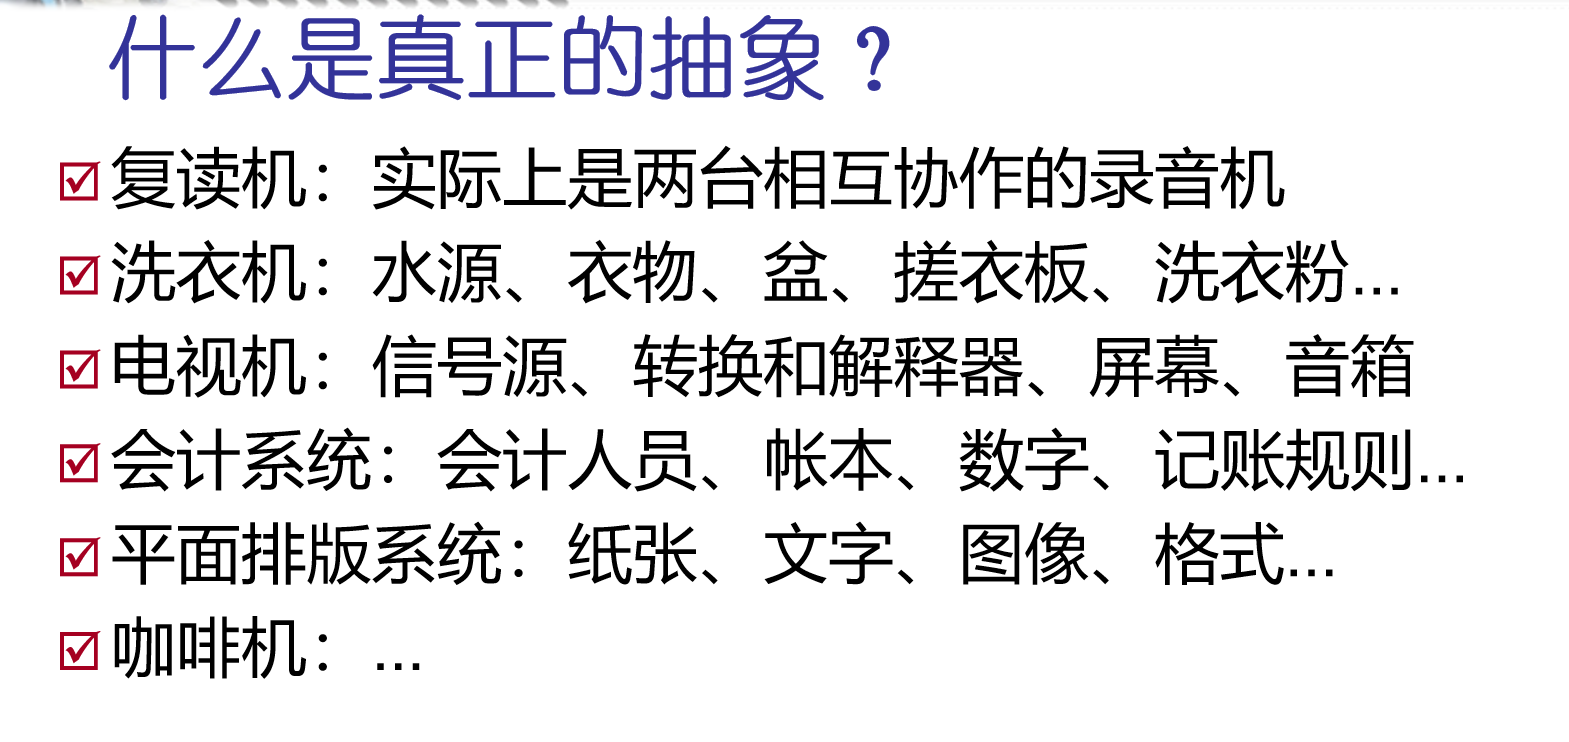 什么是真正的抽象？
复读机：实际上是两台相互协作的录音机
洗衣机：水源、衣物、盆、搓衣板、洗衣粉...
电视机：信号源、转换和解释器、屏幕、音箱
会计系统：会计人员、帐本、数字、记账规则...
平面排版系统：纸张、文字、图像、格式...
咖啡机：...